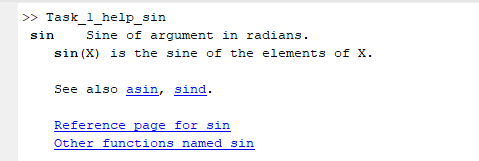 >> Task_1_help_sin
sin    Sine of argument in radians.
sin(X) is the sine of the elements of X.
See also asin, sind.
Reference page for sin
Other functions named sin